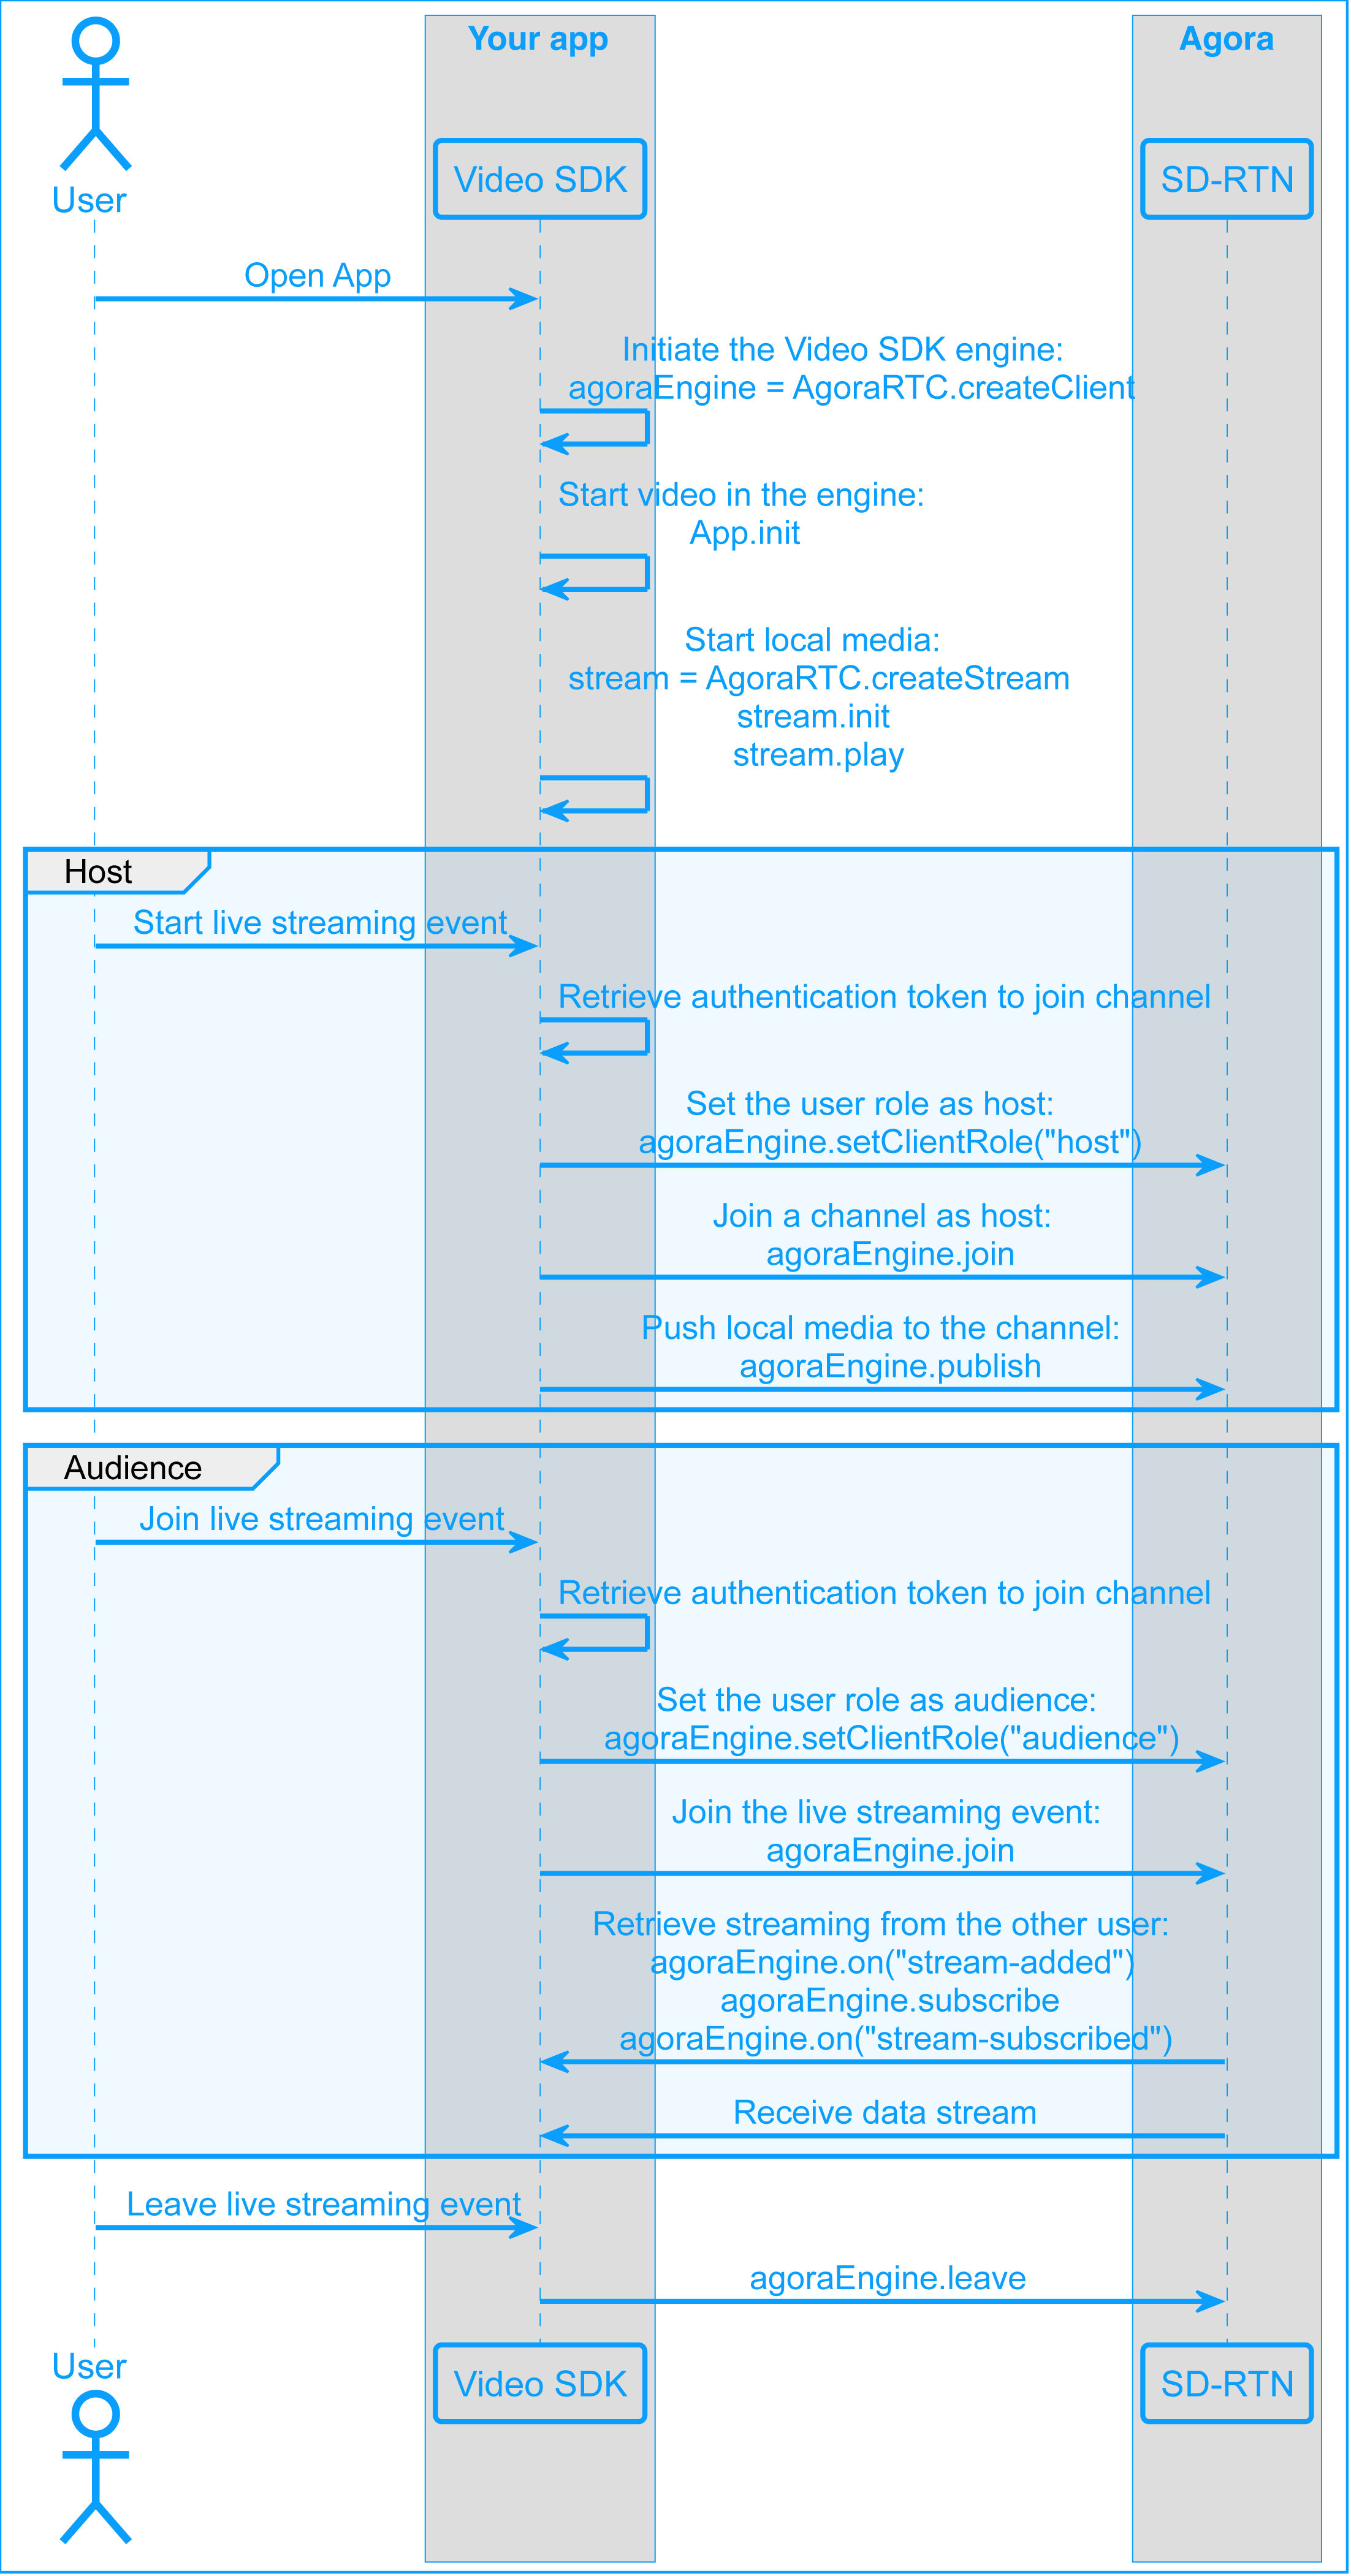 Your app
Agora
User
Video SDK
SD-RTN
Open App
Initiate the Video SDK engine:
agoraEngine = AgoraRTC.createClient
Start video in the engine:
App.init
Start local media:
stream = AgoraRTC.createStream
stream.init
stream.play
Host
Start live streaming event
Retrieve authentication token to join channel
Set the user role as host:
agoraEngine.setClientRole("host")
Join a channel as host:
agoraEngine.join
Push local media to the channel:
agoraEngine.publish
Audience
Join live streaming event
Retrieve authentication token to join channel
Set the user role as audience:
agoraEngine.setClientRole("audience")
Join the live streaming event:
agoraEngine.join
Retrieve streaming from the other user:
agoraEngine.on("stream-added")
agoraEngine.subscribe
agoraEngine.on("stream-subscribed")
Receive data stream
Leave live streaming event
agoraEngine.leave
User
Video SDK
SD-RTN